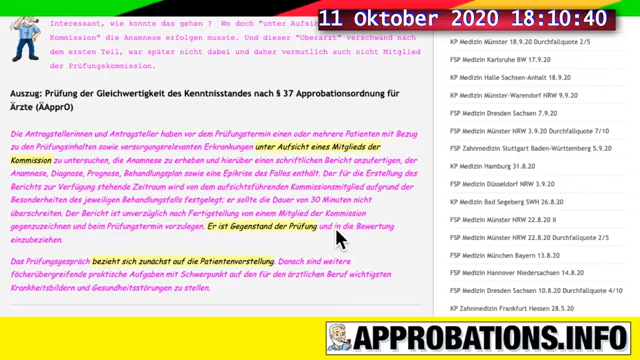 11 Oktober 2020 18:10:40
Interessant, wie konnte das gehen ? Wo doch "unter Aufsi
Kommission" die Anamnese erfolgen musste. Und dieser "Oberarzt" verschwand nach
dem ersten Teil, war später nicht dabei und daher vermutlich auch nicht Mitglied
der Prüfungskommission.
Auszug: Prüfung der Gleichwertigkeit des Kenntnisstandes nach § 37 Approbationsordnung für
Ärzte (ÄApprO)
Die Antragstellerinnen und Antragsteller haben vor dem Prüfungstermin einen oder mehrere Patienten mit Bezug
zu den Prüfungsinhalten sowie versorgungsrelevanten Erkrankungen unter Aufsicht eines Mitglieds der
Kommission zu untersuchen, die Anamnese zu erheben und hierüber einen schriftlichen Bericht anzufertigen, der
Anamnese, Diagnose, Prognose, Behandlungsplan sowie eine Epikrise des Falles enthält. Der für die Erstellung des
Berichts zur Verfügung stehende Zeitraum wird von dem aufsichtsführenden Kommissionsmitglied aufgrund der
Besonderheiten des jeweiligen Behandlungsfalls festgelegt; er sollte die Dauer von 30 Minuten nicht
überschreiten. Der Bericht ist unverzüglich nach Fertigstellung von einem Mitglied der Kommission
gegenzuzeichnen und beim Prüfungstermin vorzulegen. Er ist Gegenstand der Prüfung und in die Bewertung
einzubeziehen.
Das Prüfungsgespräch bezieht sich zunächst auf die Patientenvorstellung. Danach sind weitere
fächerübergreifende praktische Aufgaben mit Schwerpunkt auf den für den ärztlichen Beruf wichtigsten
Krankheitsbildern und Gesundheitsstörungen zu stellen.
KP Medizin Münster 18.9.20 Durchfallquote 2/5
FSP Medizin Karlsruhe BW 17.9.20
KP Medizin Halle Sachsen-Anhalt 18.9.20
KP Medizin Münster-Warendorf NRW 9.9.20
FSP Medizin Dresden Sachsen 7.9.20
FSP Medizin Münster NRW 3.9.20 Durchfallquote 7/10
FSP Zahnmedizin Stuttgart Baden-Württemberg 5.9.20
KP Medizin Hamburg 31.8.20
FSP Medizin Düsseldorf NRW 3.9.20
KP Medizin Bad Segeberg SWH 26.8.20
FSP Medizin Münster NRW 22.8.20 II
FSP Medizin Münster NRW 22.8.20 Durchfallquote 2/5
FSP Medizin München Bayern 13.8.20
FSP Medizin Hannover Niedersachsen 14.8.20
FSP Medizin Dresden Sachsen 10.8.20 Durchfallquote 4/10
KP Zahnmedizin Frankfurt Hessen 28.5.20
APPROBATIONS.INFO